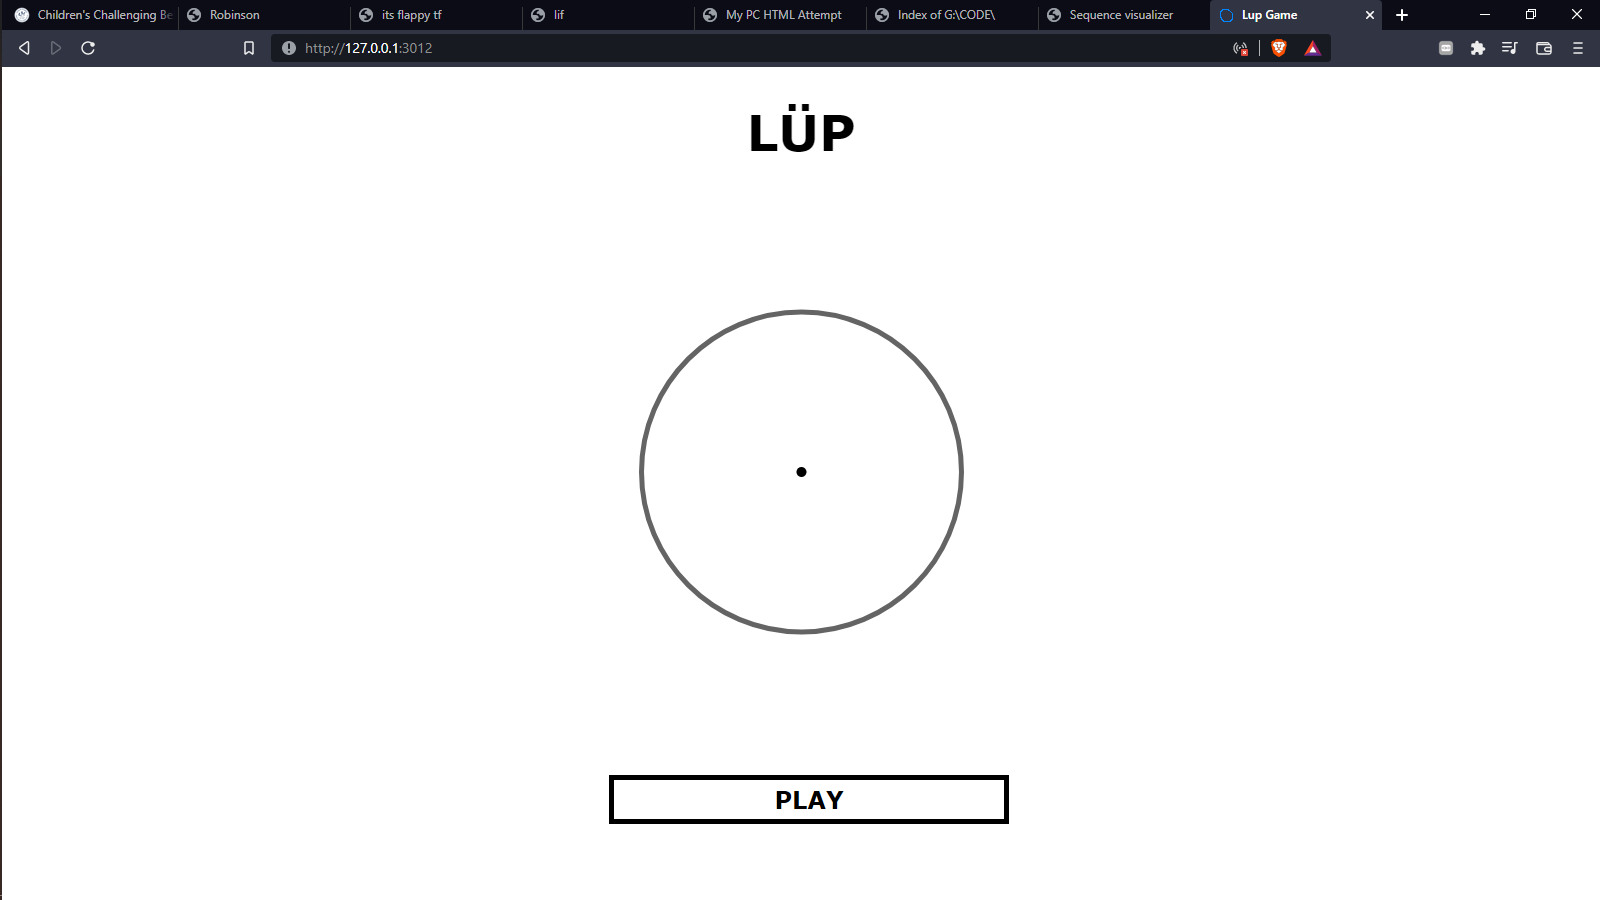 Children's Challenging Be
Robinson
its flappy tf
lif
My PC HTML Attempt
Index of G:\CODE\
Sequence visualizer
Lup Game
http://127.0.0.1:3012
LÜP
PLAY